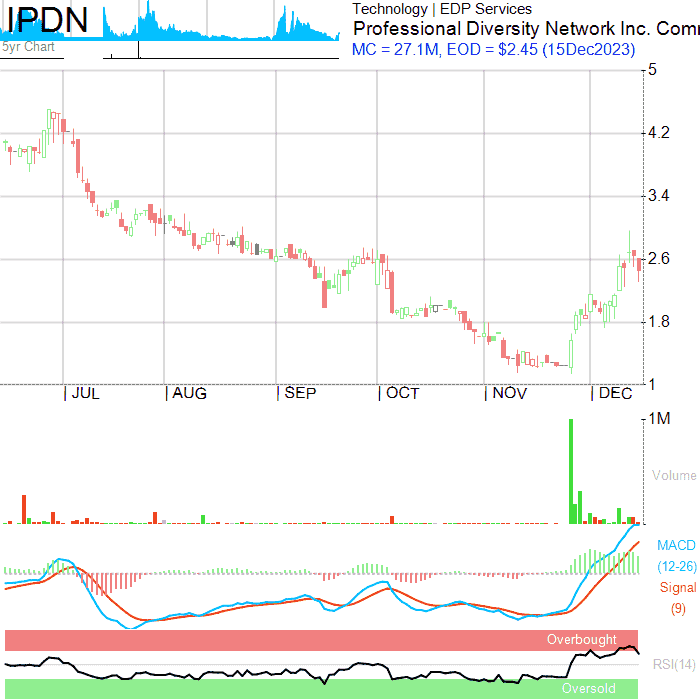 IPDN
5yr Chart
Technology | EDP Services
Professional Diversity Network Inc. Comm
MC = 27.1M, EOD = $2.45 (15Dec2023)
5
4.2
3.4
2.6
1.8
1
JUL
AUG
SEP
OCT
NOV
DEC
1M
Volume
MACD
(12-26)
Signal
(9)
Overbought
RSI(14)
Oversold